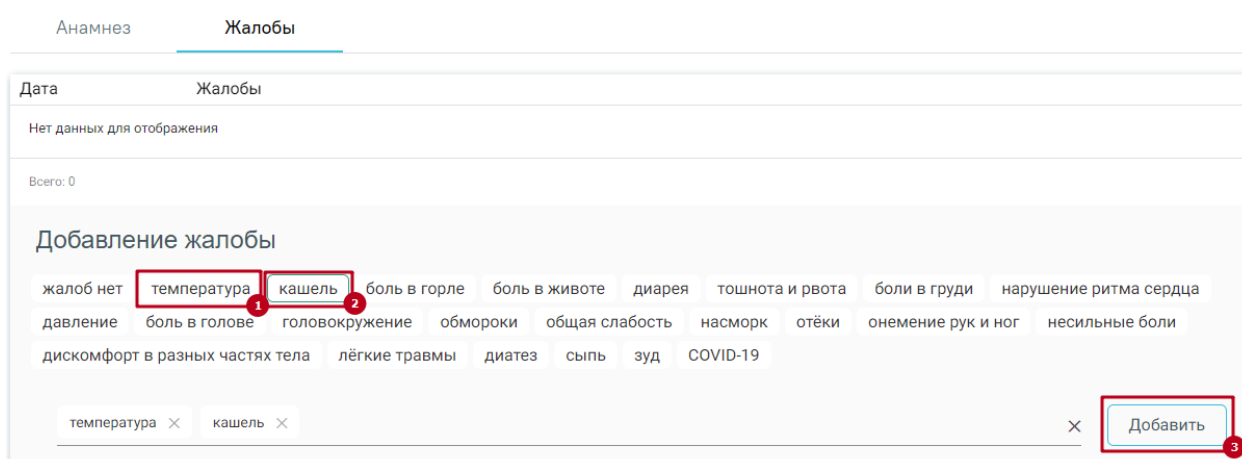 Анамнез Жалобы
Дата Жалобы
Нет данных для отображения
Всего: 0
Добавление жалобы
жалоб нет температура кашель боль в горле боль в животе диарея тошнота и рвота боли в груди нарушение ритма сердца
1 2
давление боль в голове головокружение обмороки общая слабость насморк отёки онемение рук и ног несильные боли
дискомфорт в разных частях тела лёгкие травмы диатез сыпь зуд COVID-19
температура × кашель × × Добавить
3